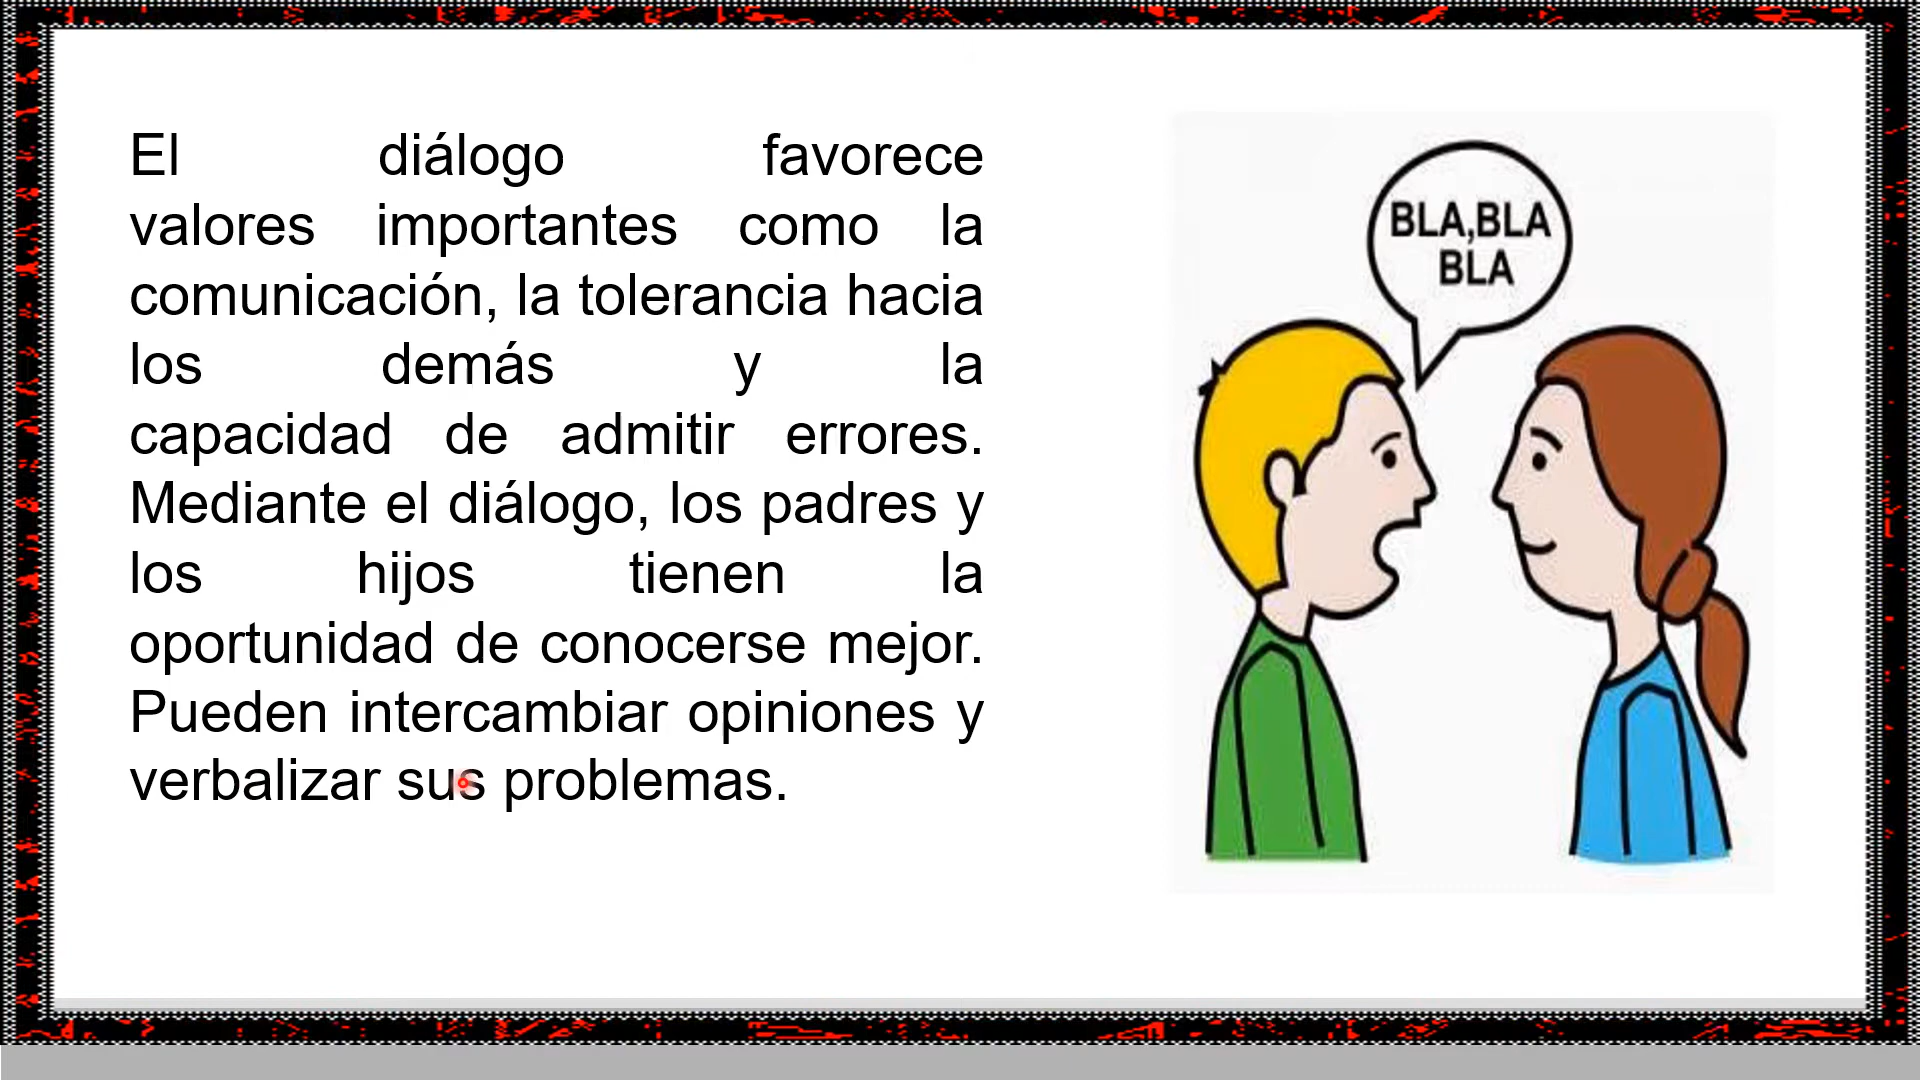 El diálogo favorece
valores importantes como la
comunicación, la tolerancia hacia
los demás y la
capacidad de admitir errores.
Mediante el diálogo, los padres y
los hijos tienen la
oportunidad de conocerse mejor.
Pueden intercambiar opiniones y
verbalizar sus problemas.
BLA,BLA
BLA